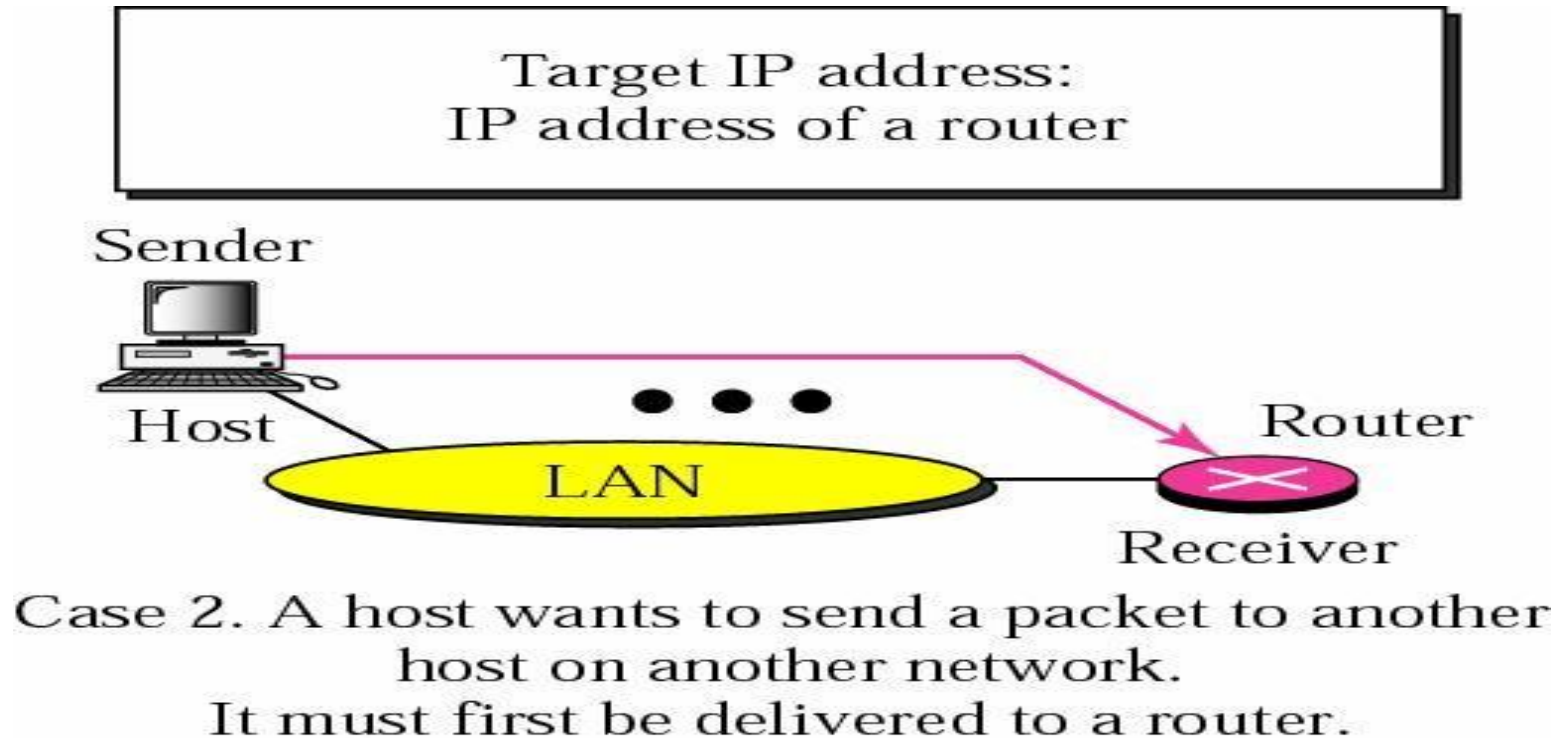 Target IP address:
IP address of a router
Sender
Host
LAN
Router
Receiver
Case 2. A host wants to send a packet to another
host on another network.
It must first be delivered to a router.